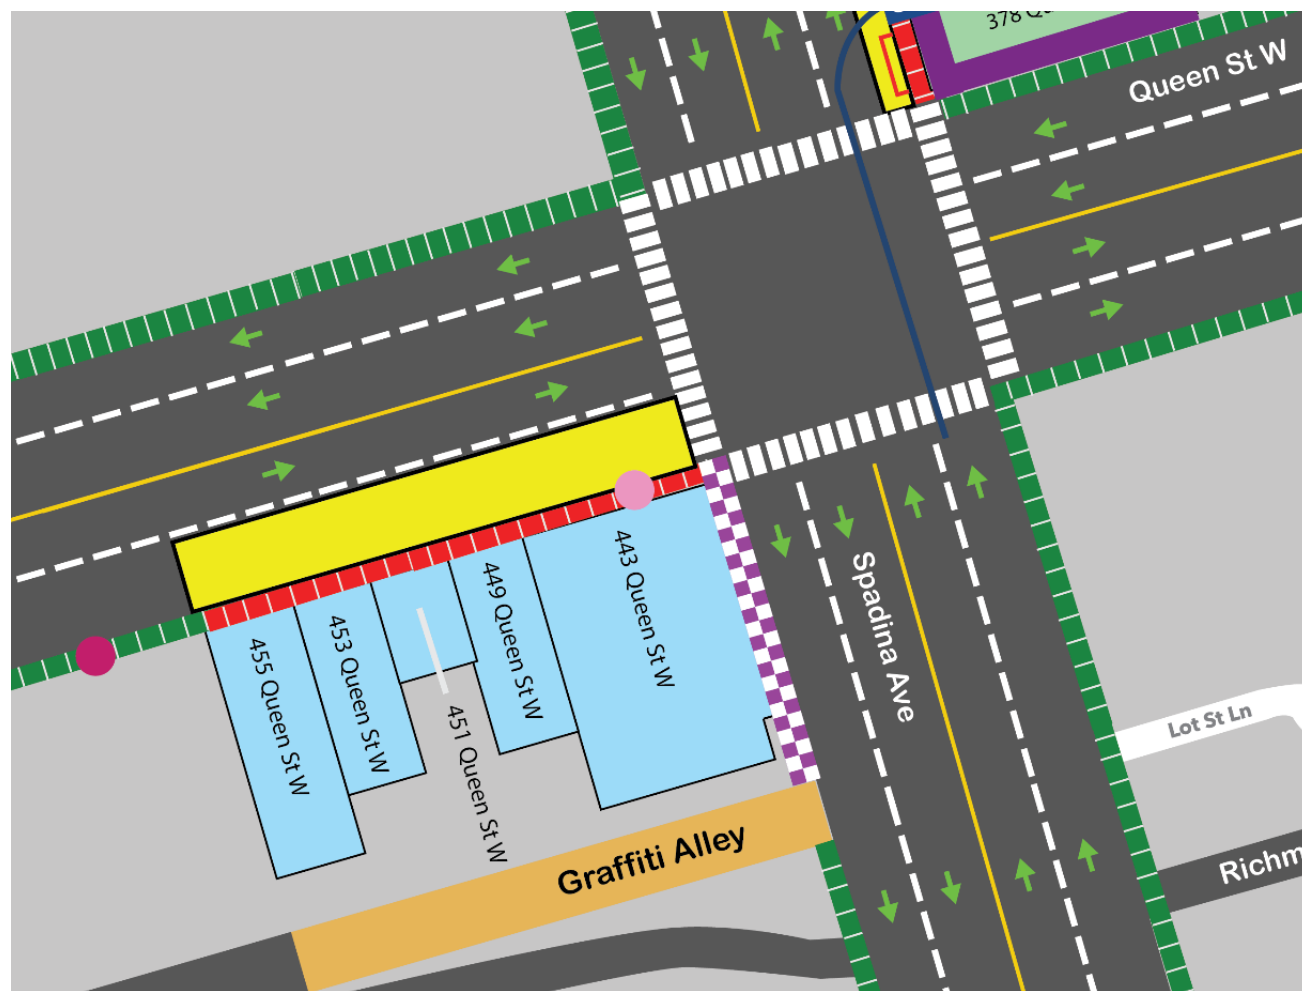 378
Queen St W
443 Queen St W
449 Queen St W
453 Queen St W
455 Queen St W
451 Queen St W
Spadina Ave
Lot St Ln
Graffiti Alley